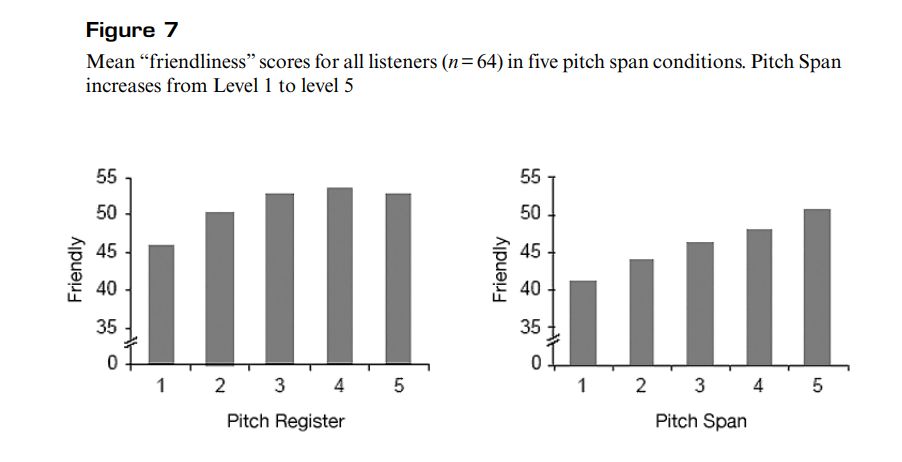 Figure 7
Mean “friendliness” scores for all listeners (n=64) in five pitch span conditions. Pitch Span
increases from Level 1 to level 5
55
50
45
40
35
0
Friendly
1 2 3 4 5
Pitch Register
55
50
45
40
35
0
Friendly
1 2 3 4 5
Pitch Span